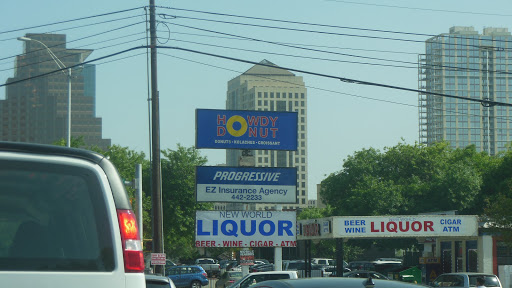 HOWDY
DONUT
DONUTS · KOLACHES · CROISSANT
PROGRESSIVE
EZ Insurance Agency
442-2233
NEW WORLD
LIQUOR
BEER - WINE - CIGAR - ATM
LIQUOR
BEER
WINE
LIQUOR
CIGAR
ATM